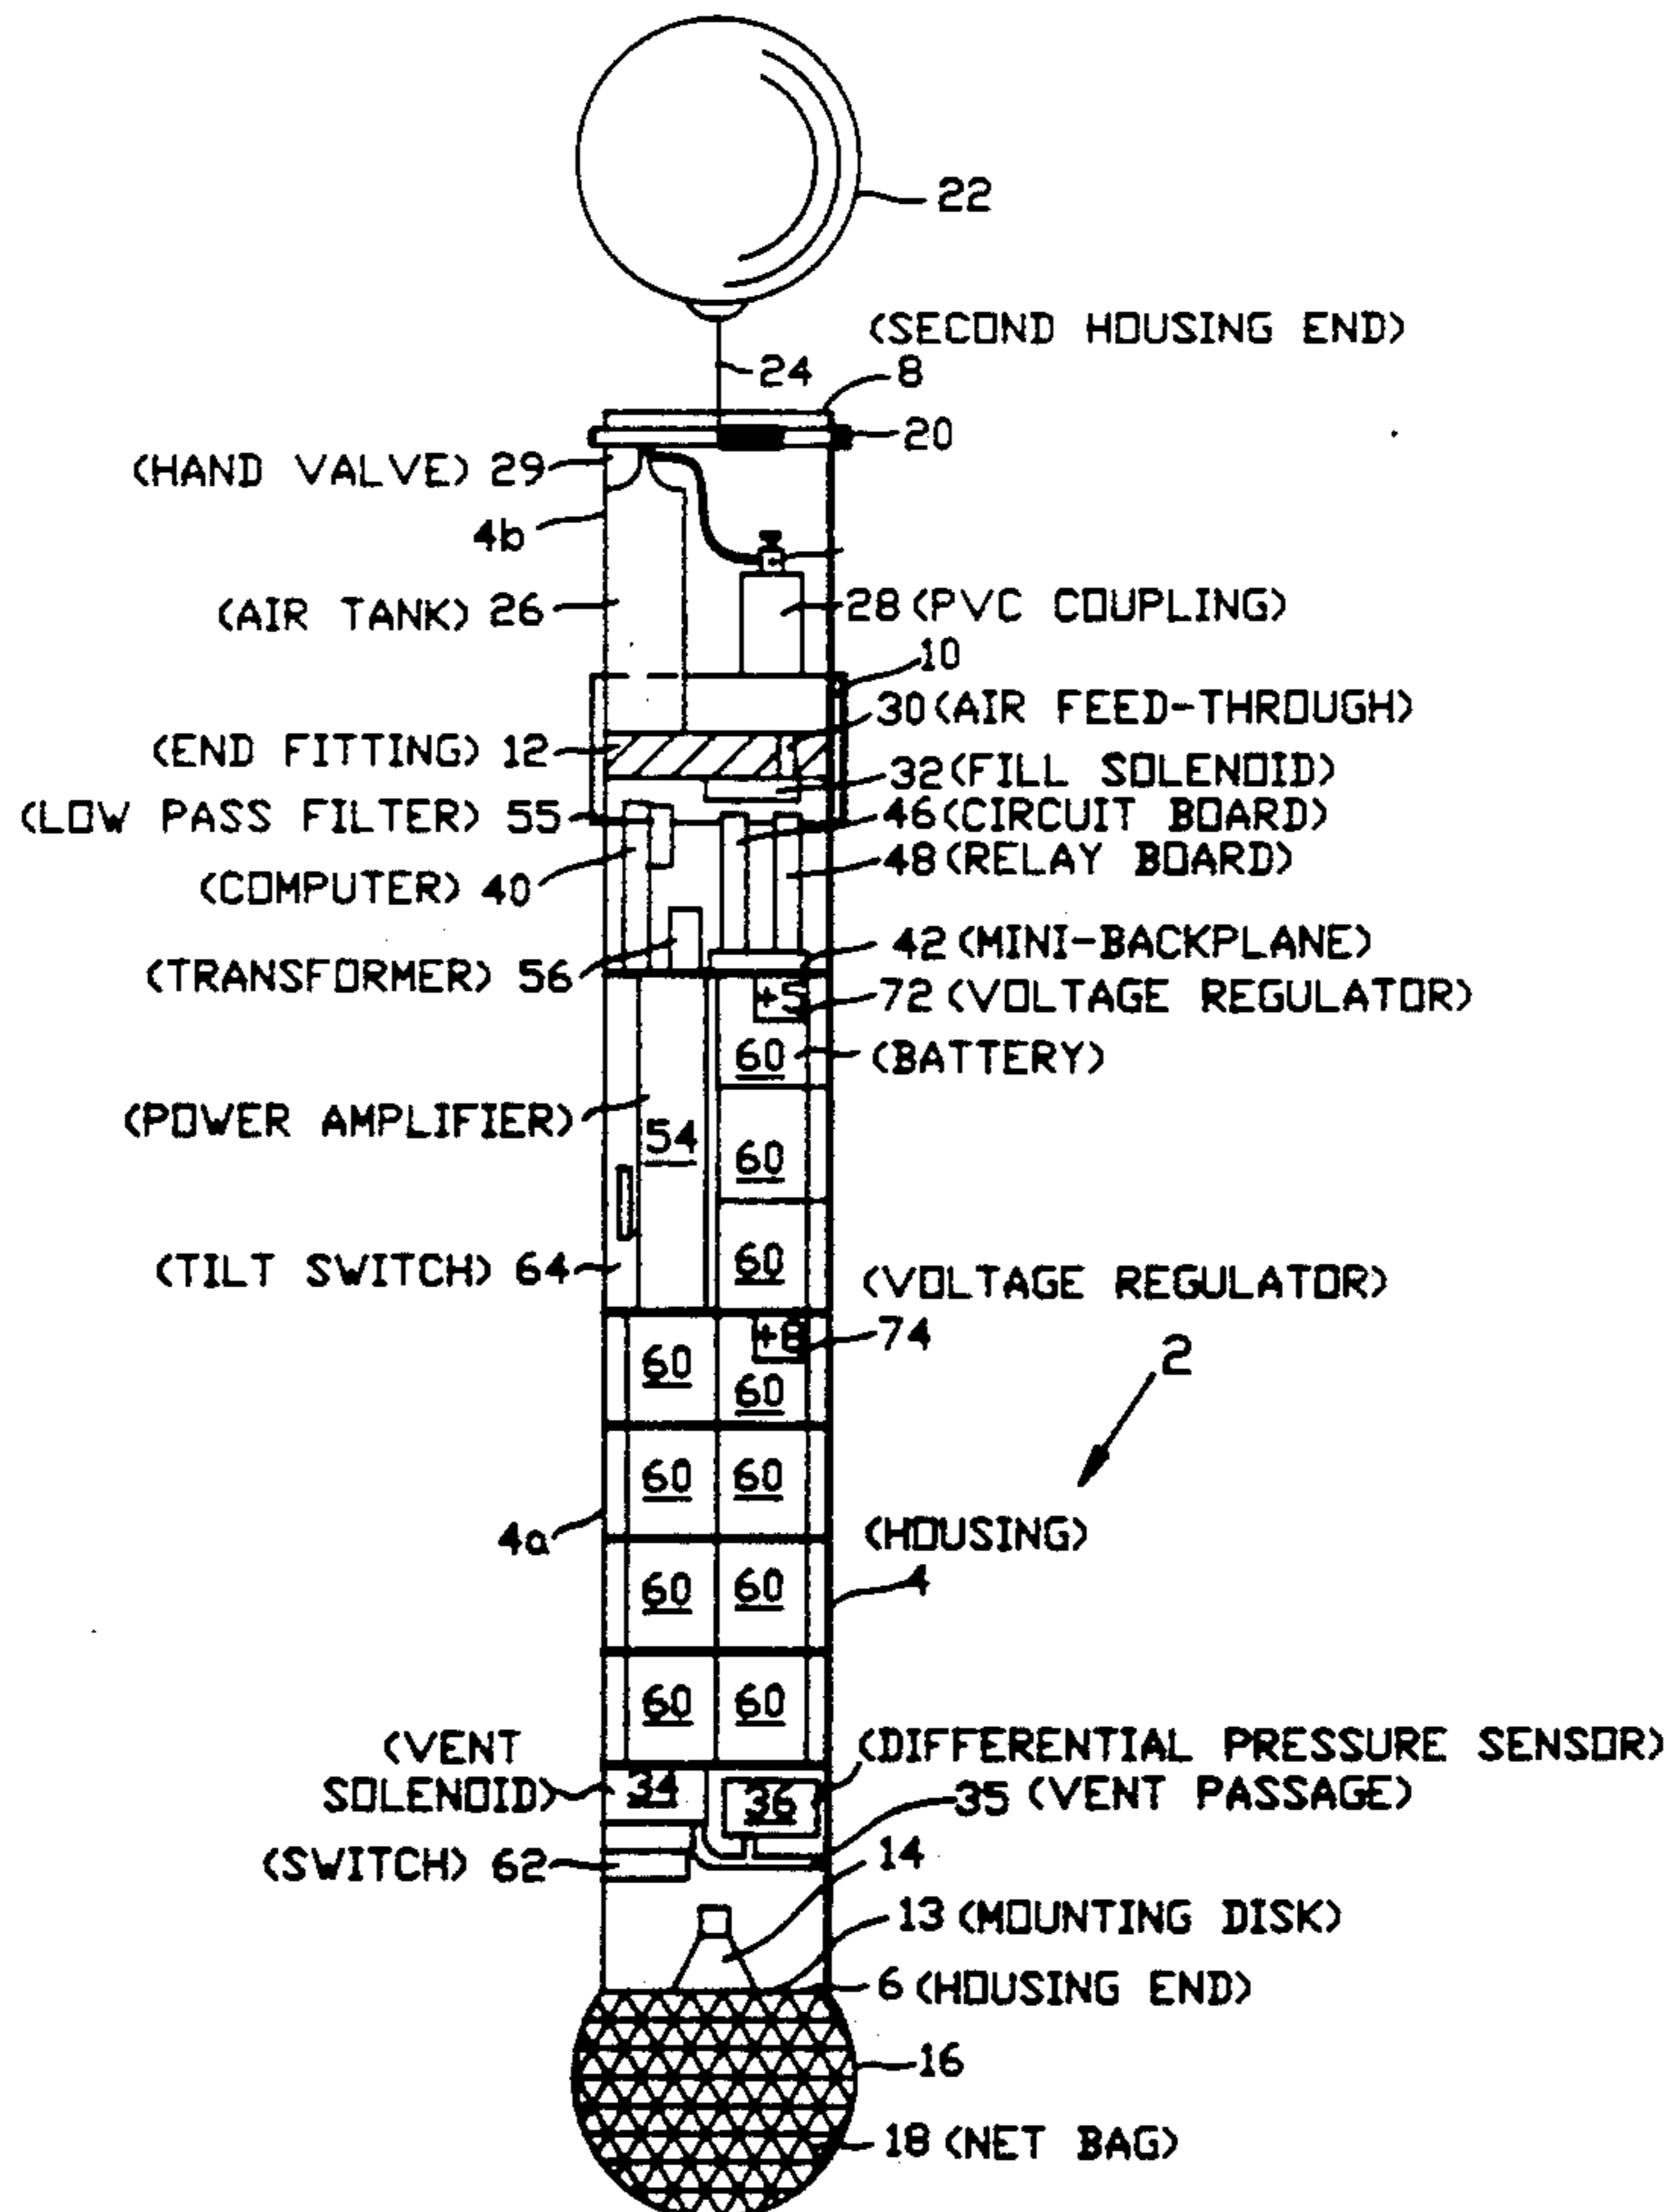 22
(SECOND HOUSING END)
24
8
20
(HAND VALVE) 29
4b
(AIR TANK) 26
28 (PVC COUPLING)
10
30 (AIR FEED-THROUGH)
(END FITTING) 12
32 (FILL SOLENOID)
(LOW PASS FILTER) 55
46 (CIRCUIT BOARD)
48 (RELAY BOARD)
(COMPUTER) 40
42 (MINI-BACKPLANE)
(TRANSFORMER) 56
+5
72 (VOLTAGE REGULATOR)
60
(BATTERY)
(POWER AMPLIFIER)
54
60
(TILT SWITCH) 64
60
(VOLTAGE REGULATOR)
+8
74
2
60
60
60
60
4a
(HOUSING)
4
60
60
60
60
(VENT
SOLENOID)
34
36
(DIFFERENTIAL PRESSURE SENSOR)
35 (VENT PASSAGE)
(SWITCH) 62
14
13 (MOUNTING DISK)
6 (HOUSING END)
16
18 (NET BAG)